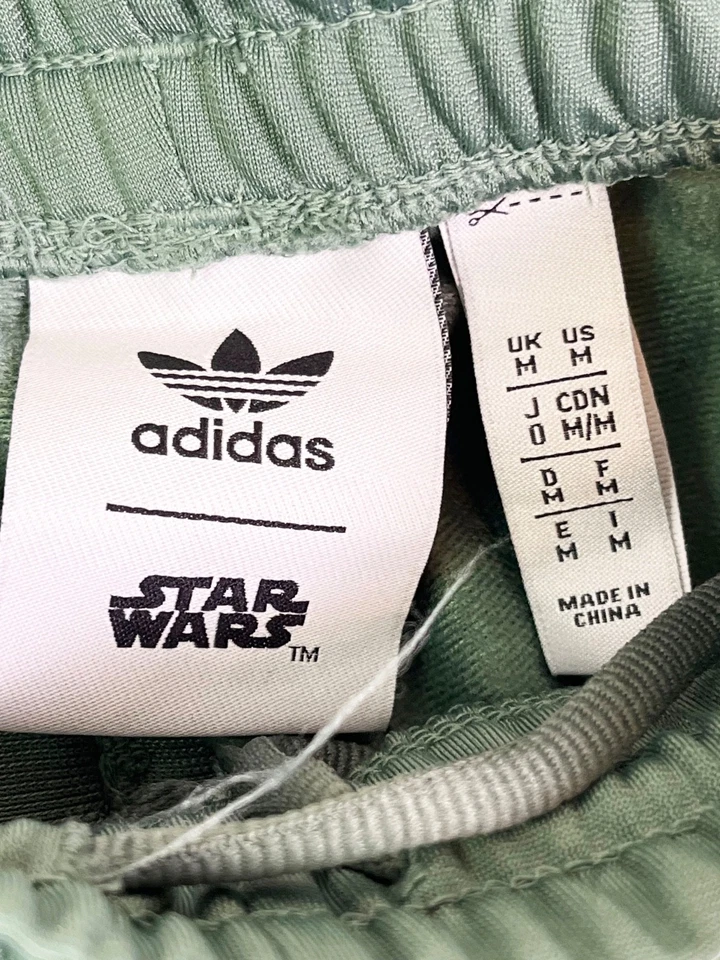 adidas
STAR
WARS
TM
UK US
M M
J CDN
O M/M
D F
M M
E I
M M
MADE IN
CHINA